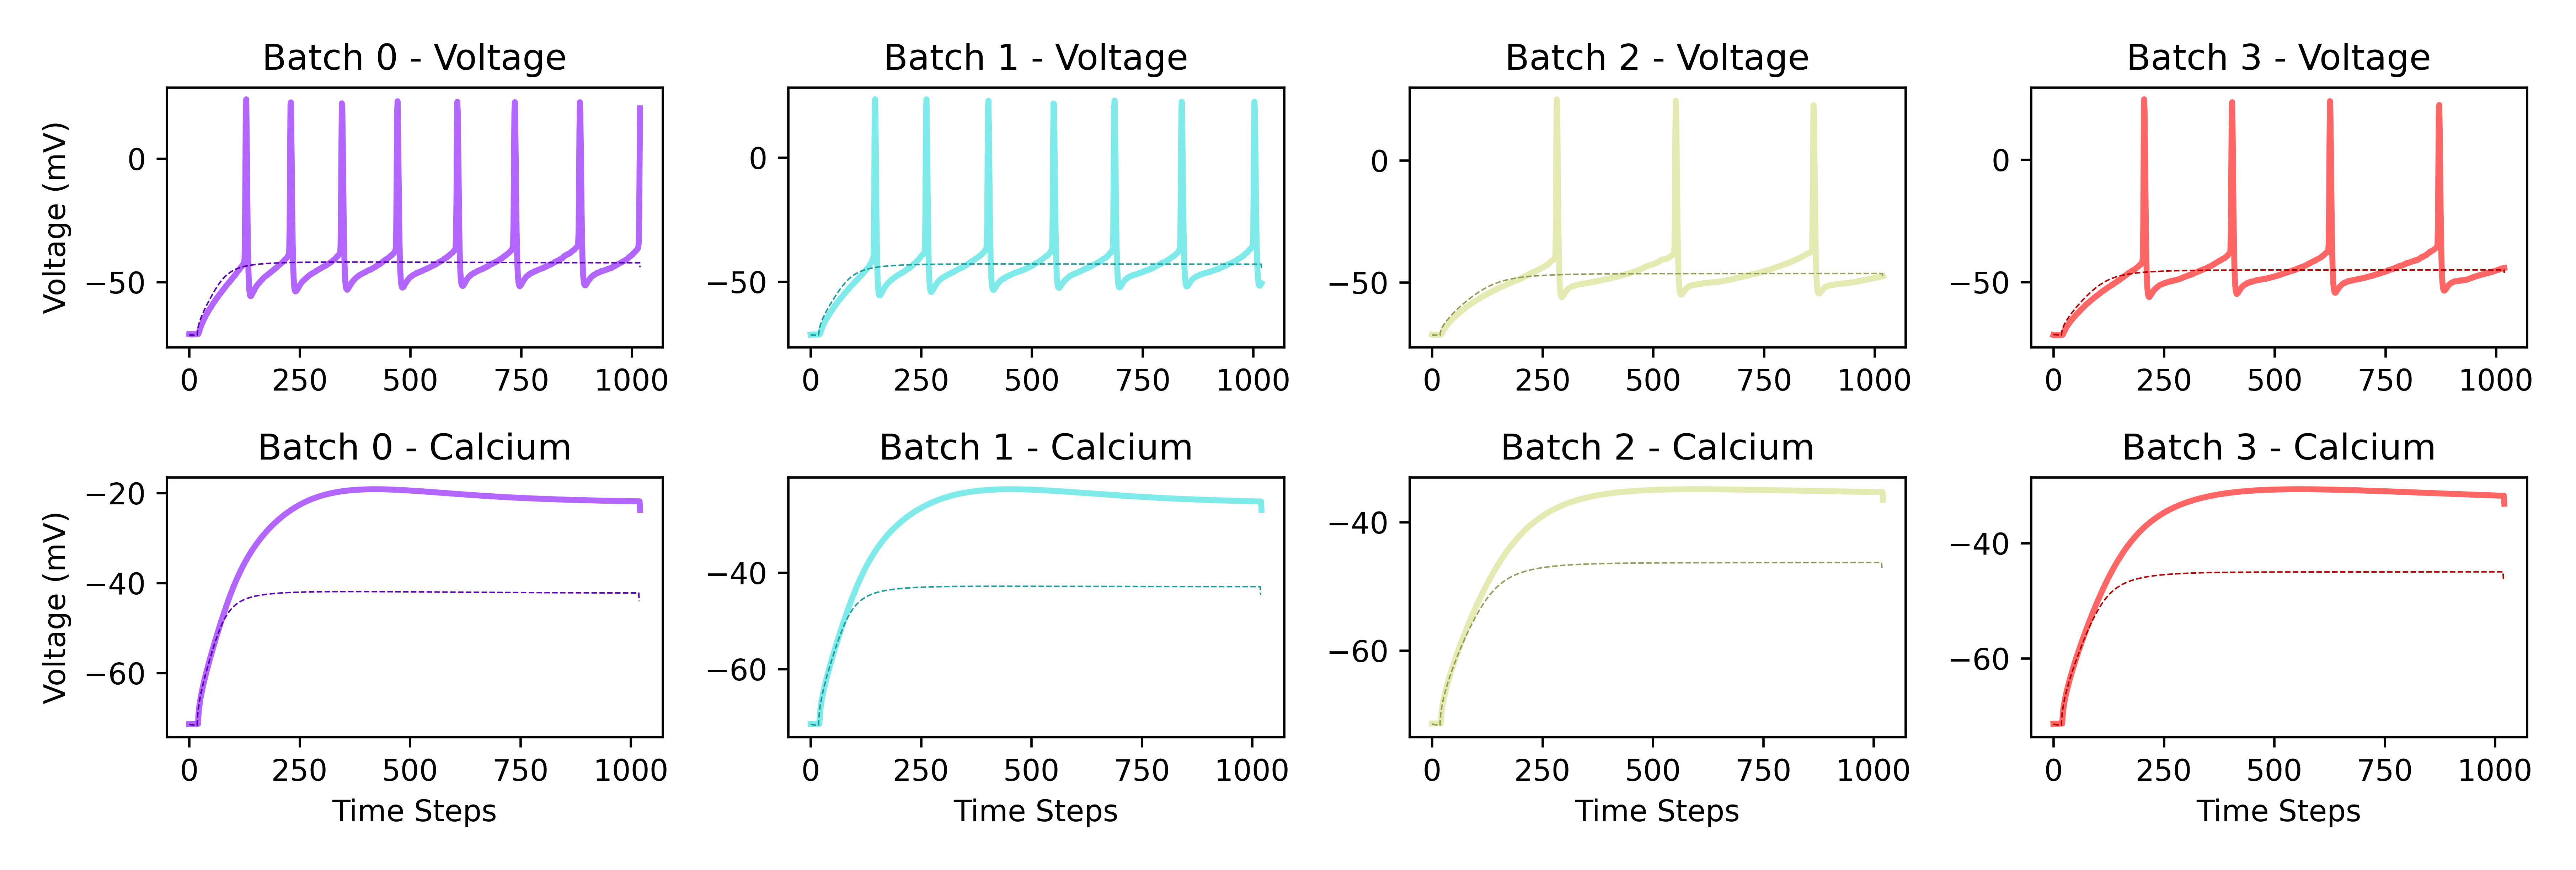 Batch 0 - Voltage
Batch 1 - Voltage
Batch 2 - Voltage
Batch 3 - Voltage
Voltage (mV)
0
−50
0
−50
0
−50
0
−50
0 250 500 750 1000
0 250 500 750 1000
0 250 500 750 1000
0 250 500 750 1000
Batch 0 - Calcium
Batch 1 - Calcium
Batch 2 - Calcium
Batch 3 - Calcium
Voltage (mV)
−20
−40
−60
−40
−60
−40
−60
−40
−60
0 250 500 750 1000
0 250 500 750 1000
0 250 500 750 1000
0 250 500 750 1000
Time Steps
Time Steps
Time Steps
Time Steps